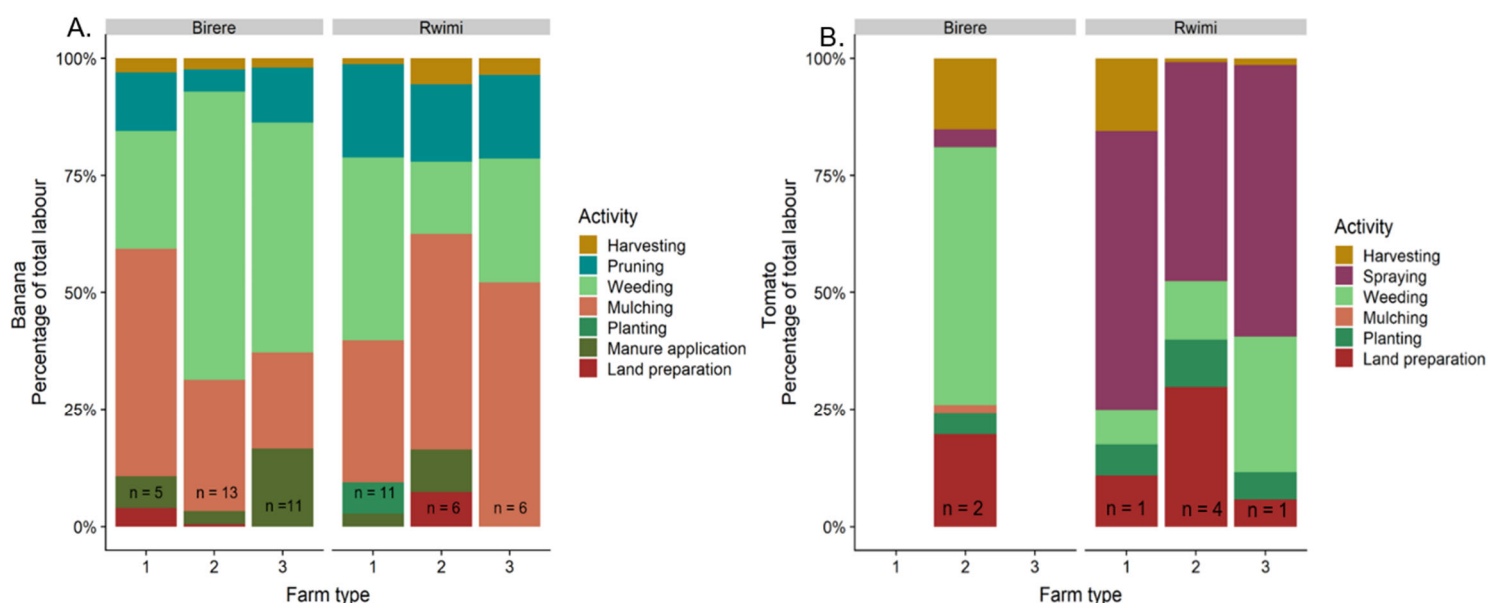 A.
Birere
Rwimi
100%
75%
50%
25%
0%
Banana
Percentage of total labour
n = 5
n = 13
n =11
n = 11
n = 6
n = 6
1
2
3
1
2
3
Farm type
Activity
Harvesting
Pruning
Weeding
Mulching
Planting
Manure application
Land preparation
B.
Birere
Rwimi
100%
75%
50%
25%
0%
Tomato
Percentage of total labour
n = 2
n = 1
n = 4
n = 1
1
2
3
1
2
3
Farm type
Activity
Harvesting
Spraying
Weeding
Mulching
Planting
Land preparation